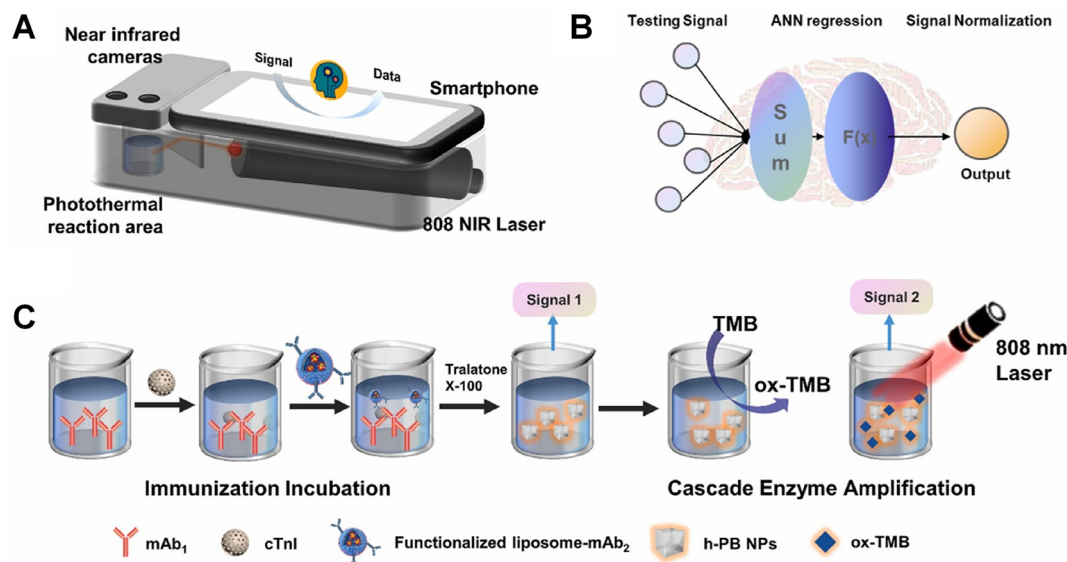 A
Near infrared
cameras
Signal
Data
Smartphone
Photothermal
reaction area
808 NIR Laser
B
Testing Signal
ANN regression
Signal Normalization
Sum
F(x)
Output
C
Signal 1
Signal 2
Tralatone
X-100
TMB
ox-TMB
808 nm
Laser
Immunization Incubation
Cascade Enzyme Amplification
mAb₁
cTnI
Functionalized liposome-mAb₂
h-PB NPs
ox-TMB